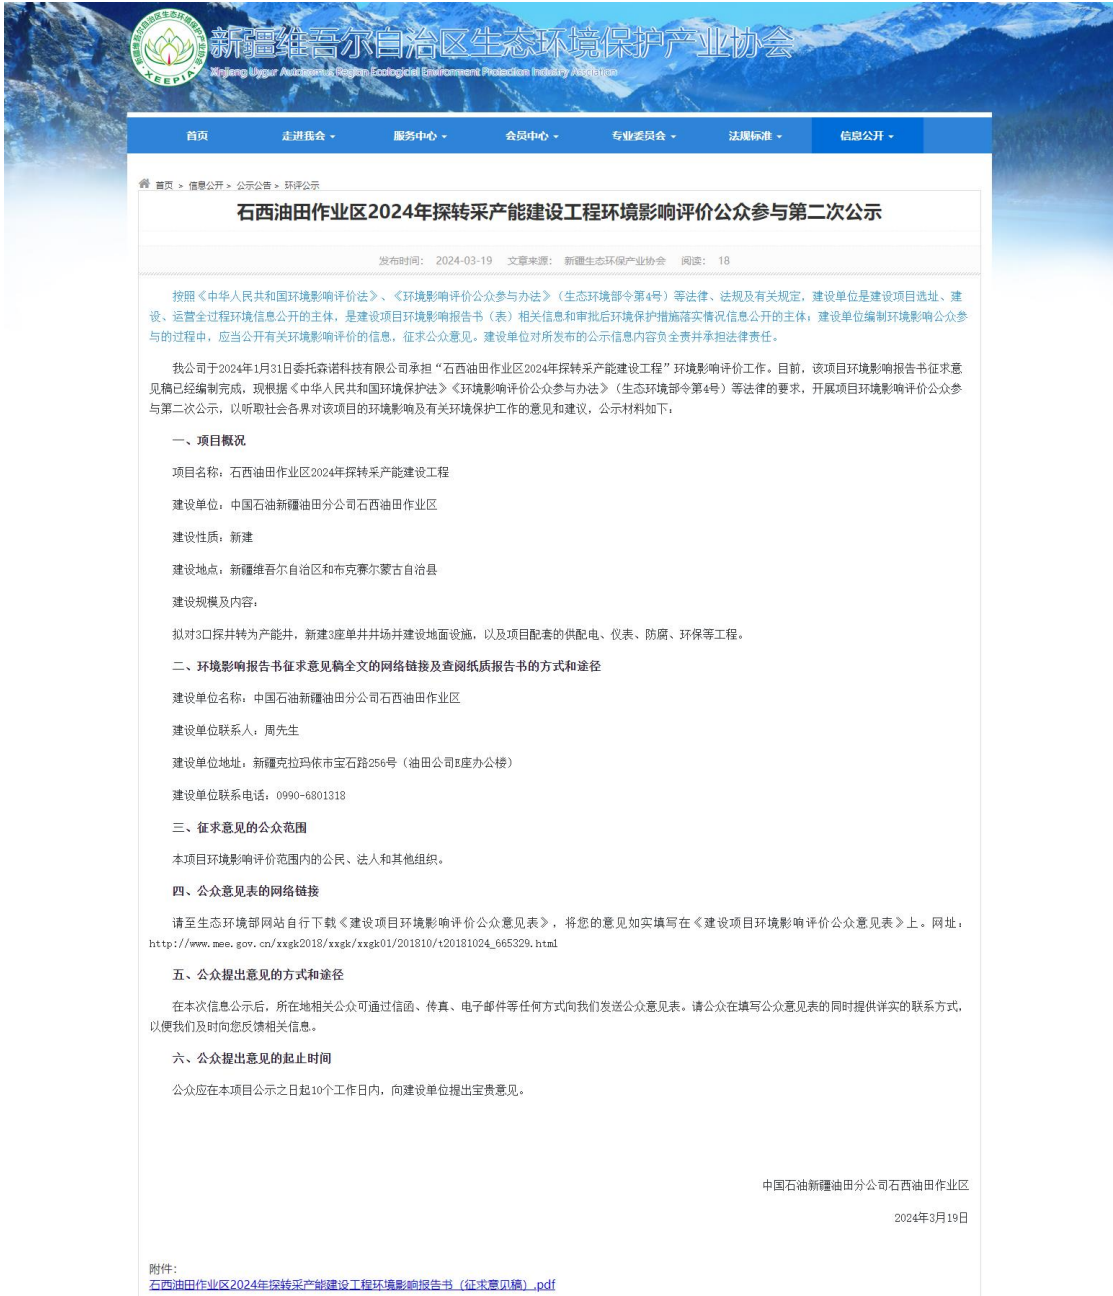 新疆维吾尔自治区生态环境保护产业协会
Xinjiang Uygur Autonomous Region Ecological Environment Protection Industry
XEEPIA
首页 走进我会 服务中心 会员中心 专业委员会 法规标准 信息公开
首页 > 信息公开 > 公示公告 > 环评公示
石西油田作业区2024年探转采产能建设工程环境影响评价公众参与第二次公示
发布时间： 2024-03-19 文章来源： 新疆生态环保产业协会 阅读： 18
按照《中华人民共和国环境影响评价法》、《环境影响评价公众参与办法》（生态环境部令第4号）等法律、法规及有关规定，建设单位是建设项目选址、建
设、运营全过程环境信息公开的主体，是建设项目环境影响报告书（表）相关信息和审批后环境保护措施落实情况信息公开的主体；建设单位编制环境影响公众参
与的过程中，应当公开有关环境影响评价的信息，征求公众意见。建设单位对所发布的公示信息内容负全责并承担法律责任。
我公司于2024年1月31日委托森诺科技有限公司承担“石西油田作业区2024年探转采产能建设工程”环境影响评价工作。目前，该项目环境影响报告书征求意
见稿已经编制完成，现根据《中华人民共和国环境保护法》《环境影响评价公众参与办法》（生态环境部令第4号）等法律的要求，开展项目环境影响评价公众参
与第二次公示，以听取社会各界对该项目的环境影响及有关环境保护工作的意见和建议，公示材料如下：
一、项目概况
项目名称：石西油田作业区2024年探转采产能建设工程
建设单位：中国石油新疆油田分公司石西油田作业区
建设性质：新建
建设地点：新疆维吾尔自治区和布克赛尔蒙古自治县
建设规模及内容：
拟对3口探井转为产能井，新建3座单井井场并建设地面设施，以及项目配套的供配电、仪表、防腐、环保等工程。
二、环境影响报告书征求意见稿全文的网络链接及查阅纸质报告书的方式和途径
建设单位名称：中国石油新疆油田分公司石西油田作业区
建设单位联系人：周先生
建设单位地址：新疆克拉玛依市宝石路256号（油田公司E座办公楼）
建设单位联系电话：0990-6801318
三、征求意见的公众范围
本项目环境影响评价范围内的公民、法人和其他组织。
四、公众意见表的网络链接
请至生态环境部网站自行下载《建设项目环境影响评价公众意见表》，将您的意见如实填写在《建设项目环境影响评价公众意见表》上。网址：
http://www.mee.gov.cn/xxgk2018/xxgk/xxgk01/201810/t20181024_665329.html
五、公众提出意见的方式和途径
在本次信息公示后，所在地相关公众可通过信函、传真、电子邮件等任何方式向我们发送公众意见表。请公众在填写公众意见表的同时提供详实的联系方式，
以便我们及时向您反馈相关信息。
六、公众提出意见的起止时间
公众应在本项目公示之日起10个工作日内，向建设单位提出宝贵意见。
中国石油新疆油田分公司石西油田作业区
2024年3月19日
附件：
石西油田作业区2024年探转采产能建设工程环境影响报告书（征求意见稿）.pdf